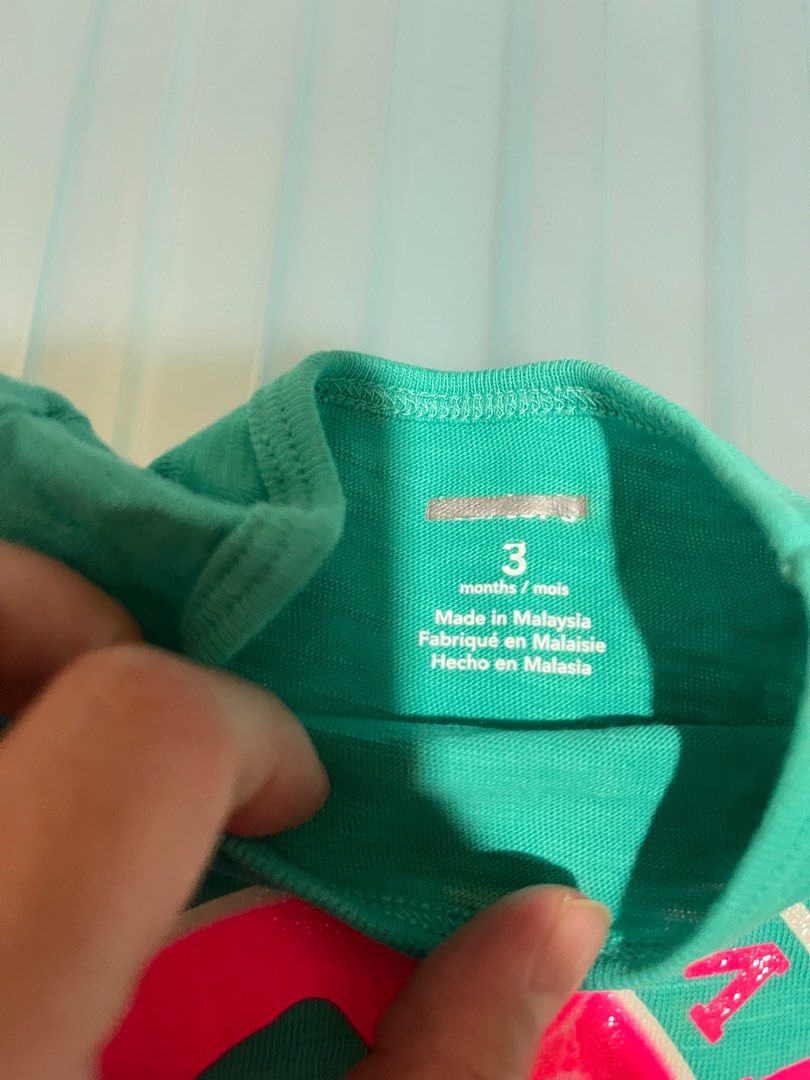 3
months / mois
Made in Malaysia
Fabriqué en Malaisie
Hecho en Malasia